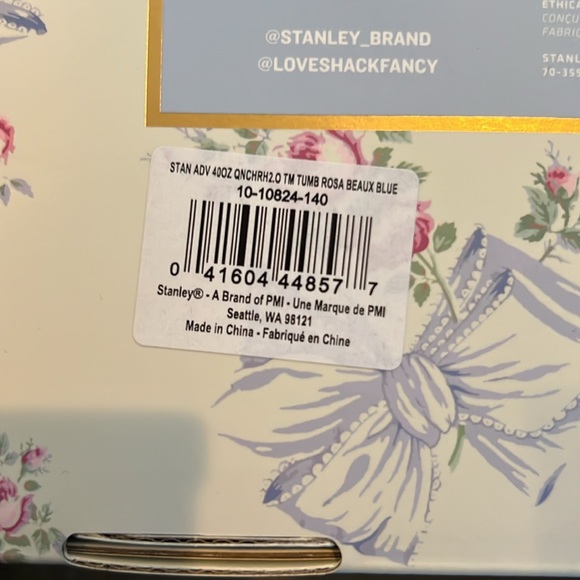 @STANLEY_BRAND
@LOVESHACKFANCY
STAN ADV 40OZ QNCHRH2.O TM TUMB ROSA BEAUX BLUE
10-10824-140
0 41604 44857 7
Stanley® - A Brand of PMI - Une Marque de PMI
Seattle, WA 98121
Made in China - Fabriqué en Chine